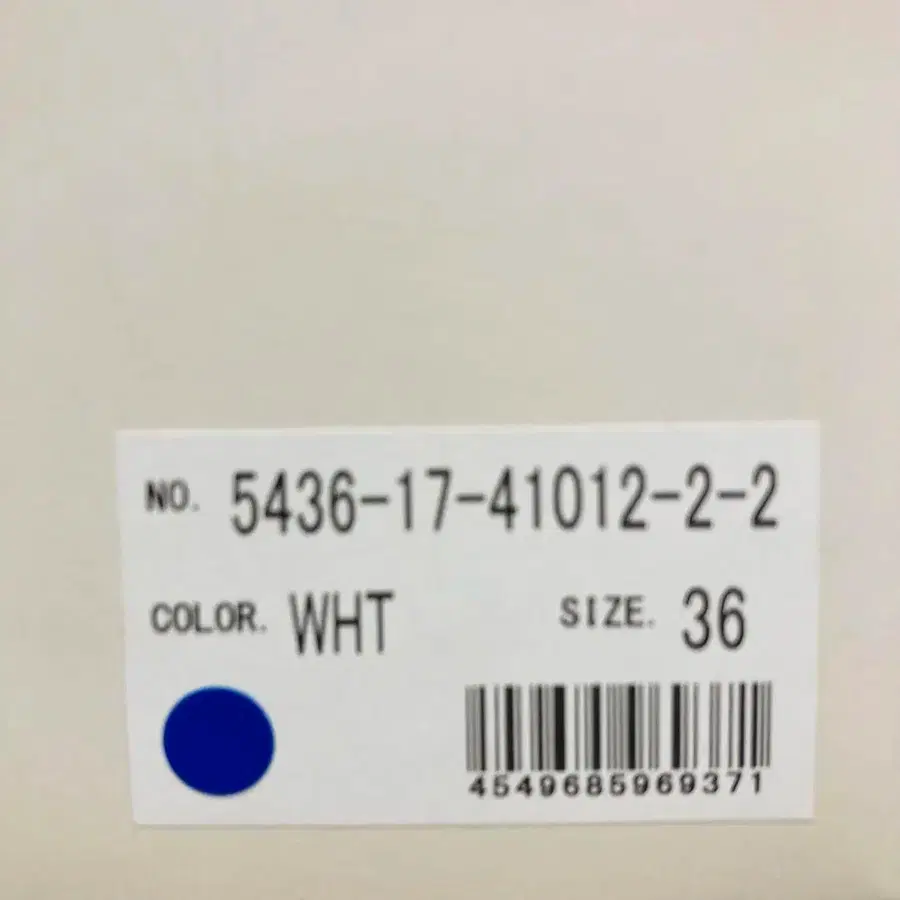 NO. 5436-17-41012-2-2
COLOR. WHT SIZE. 36
4549685969371